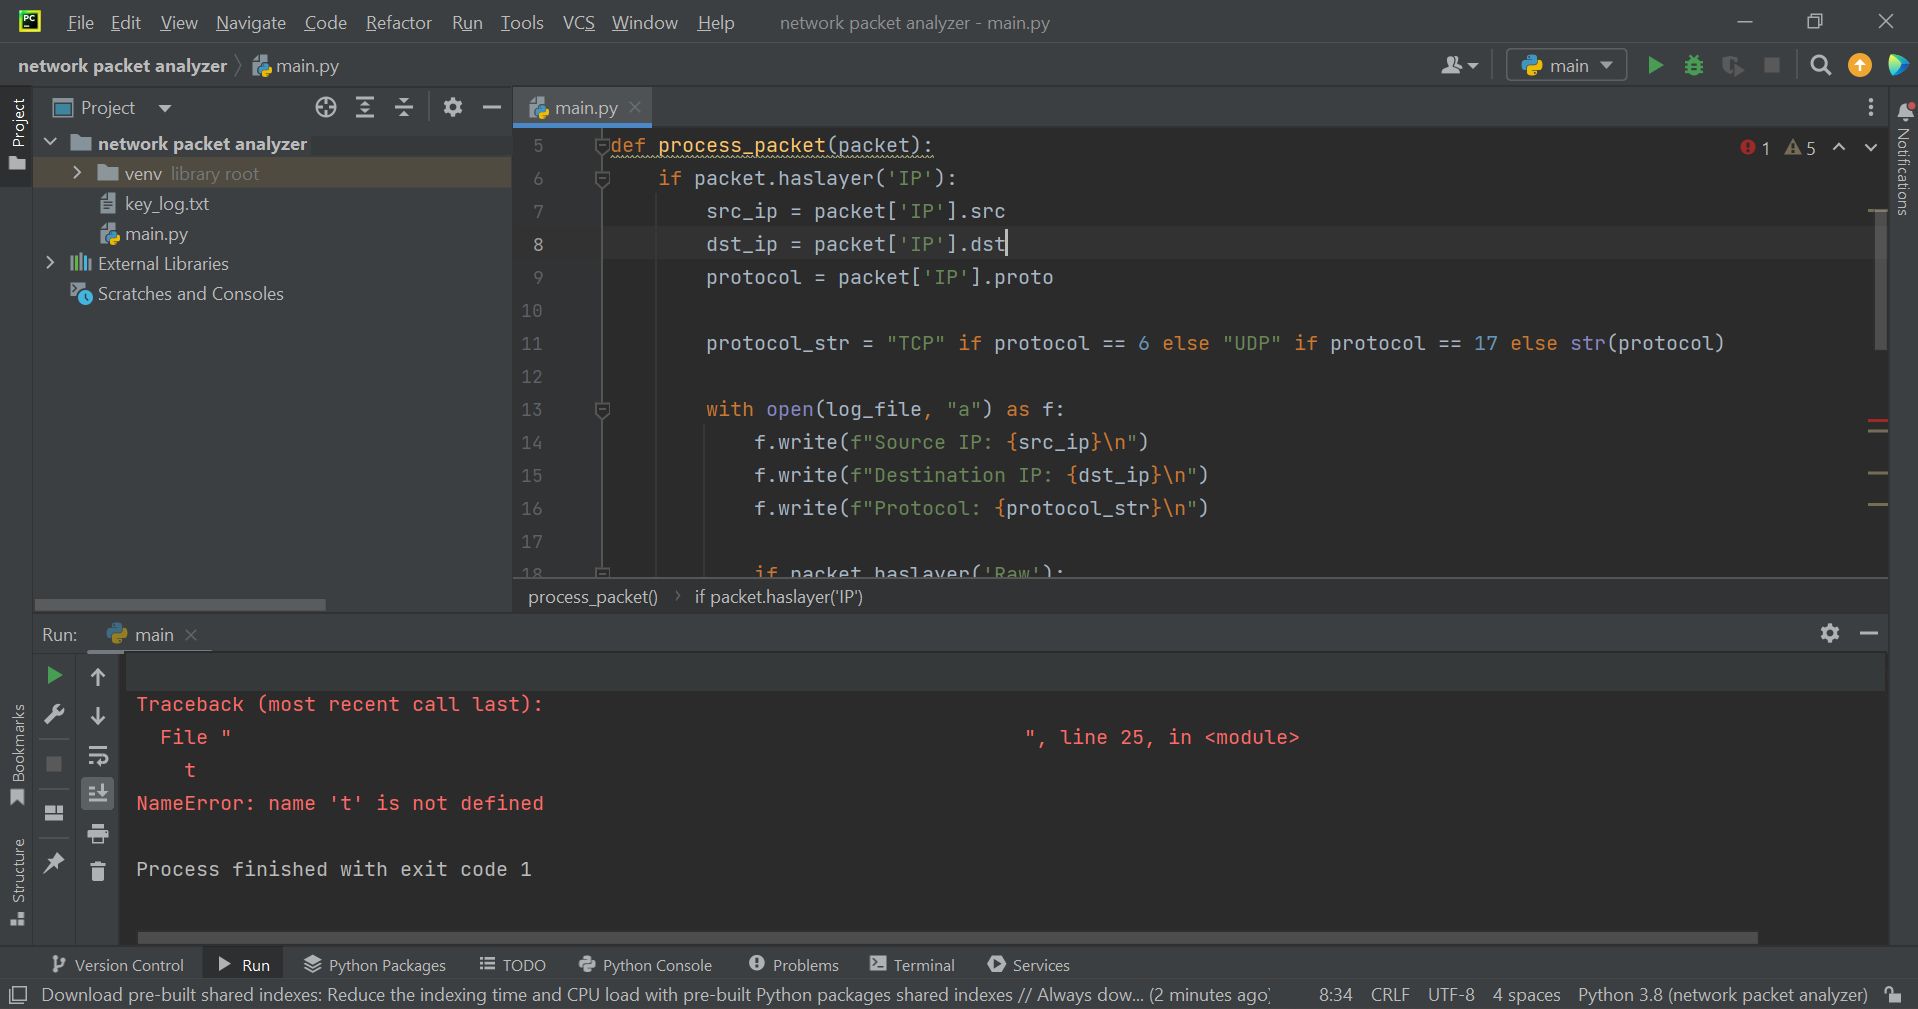 PC
File Edit View Navigate Code Refactor Run Tools VCS Window Help network packet analyzer - main.py
network packet analyzer main.py
main
Project
Project
main.py
network packet analyzer
venv library root
key_log.txt
main.py
External Libraries
Scratches and Consoles
5 def process_packet(packet):
1 5
6 if packet.haslayer('IP'):
7 src_ip = packet['IP'].src
8 dst_ip = packet['IP'].dst
9 protocol = packet['IP'].proto
10
11 protocol_str = "TCP" if protocol == 6 else "UDP" if protocol == 17 else str(protocol)
12
13 with open(log_file, "a") as f:
14 f.write(f"Source IP: {src_ip}\n")
15 f.write(f"Destination IP: {dst_ip}\n")
16 f.write(f"Protocol: {protocol_str}\n")
17
18 if packet.haslayer('Raw'):
process_packet() if packet.haslayer('IP')
Notifications
Run: main
Traceback (most recent call last):
File " ", line 25, in <module>
t
NameError: name 't' is not defined
Process finished with exit code 1
Bookmarks
Structure
Version Control Run Python Packages TODO Python Console Problems Terminal Services
Download pre-built shared indexes: Reduce the indexing time and CPU load with pre-built Python packages shared indexes // Always dow... (2 minutes ago) 8:34 CRLF UTF-8 4 spaces Python 3.8 (network packet analyzer)